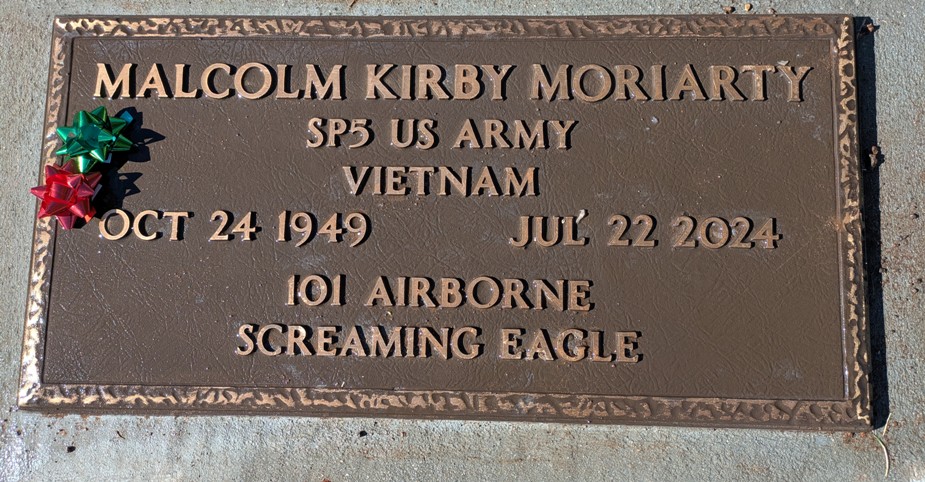 MALCOLM KIRBY MORIARTY
SP5 US ARMY
VIETNAM
OCT 24 1949 JUL 22 2024
101 AIRBORNE
SCREAMING EAGLE